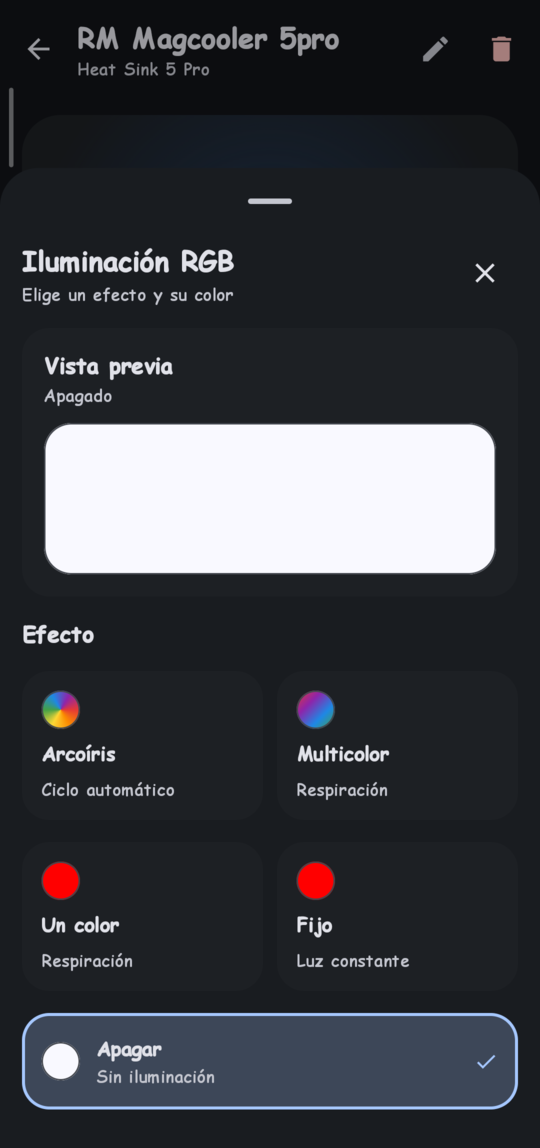 RM Magcooler 5pro
Heat Sink 5 Pro
Iluminación RGB
Elige un efecto y su color
Vista previa
Apagado
Efecto
Arcoíris
Ciclo automático
Multicolor
Respiración
Un color
Respiración
Fijo
Luz constante
Apagar
Sin iluminación